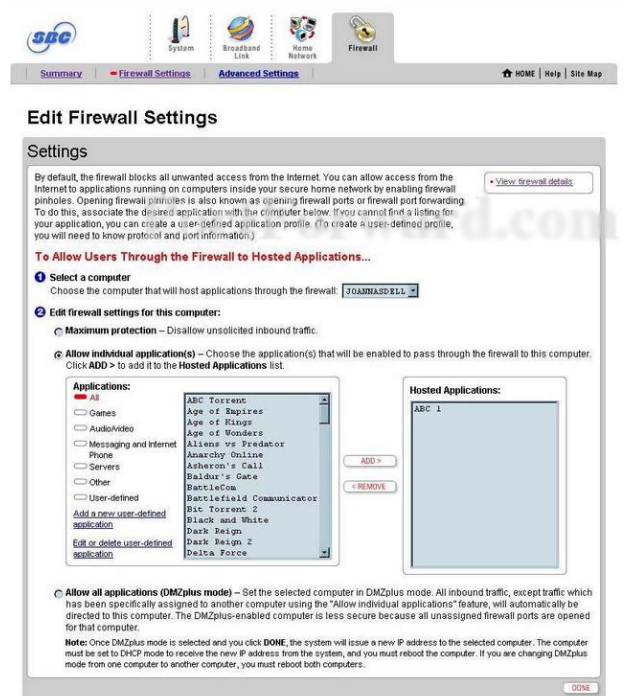 SBC
System
Broadband
Link
Home
Network
Firewall
Summary
Firewall Settings
Advanced Settings
HOME | Help | Site Map
Edit Firewall Settings
Settings
By default, the firewall blocks all unwanted access from the Internet. You can allow access from the
Internet to applications running on computers inside your secure home network by enabling firewall
pinholes. Opening firewall pinholes is also known as opening firewall ports or firewall port forwarding.
To do this, associate the desired application with the computer below. If you cannot find a listing for
your application, you can create a user-defined application profile. (To create a user-defined profile,
you will need to know protocol and port information.)
• View firewall details
To Allow Users Through the Firewall to Hosted Applications...
1 Select a computer
Choose the computer that will host applications through the firewall: JOANNASDELL
2 Edit firewall settings for this computer:
Maximum protection – Disallow unsolicited inbound traffic.
Allow individual application(s) – Choose the application(s) that will be enabled to pass through the firewall to this computer.
Click ADD > to add it to the Hosted Applications list.
Applications:
All
Games
Audio/video
Messaging and Internet
Phone
Servers
Other
User-defined
Add a new user-defined
application
Edit or delete user-defined
application
ABC Torrent
Age of Empires
Age of Kings
Age of Wonders
Aliens vs Predator
Anarchy Online
Asheron's Call
Baldur's Gate
BattleCom
Battlefield Communicator
Bit Torrent 2
Black and White
Dark Reign
Dark Reign 2
Delta Force
ADD >
< REMOVE
Hosted Applications:
ABC 1
Allow all applications (DMZplus mode) – Set the selected computer in DMZplus mode. All inbound traffic, except traffic which
has been specifically assigned to another computer using the "Allow individual applications" feature, will automatically be
directed to this computer. The DMZplus-enabled computer is less secure because all unassigned firewall ports are opened
for that computer.
Note: Once DMZplus mode is selected and you click DONE, the system will issue a new IP address to the selected computer. The computer
must be set to DHCP mode to receive the new IP address from the system, and you must reboot the computer. If you are changing DMZplus
mode from one computer to another computer, you must reboot both computers.
DONE